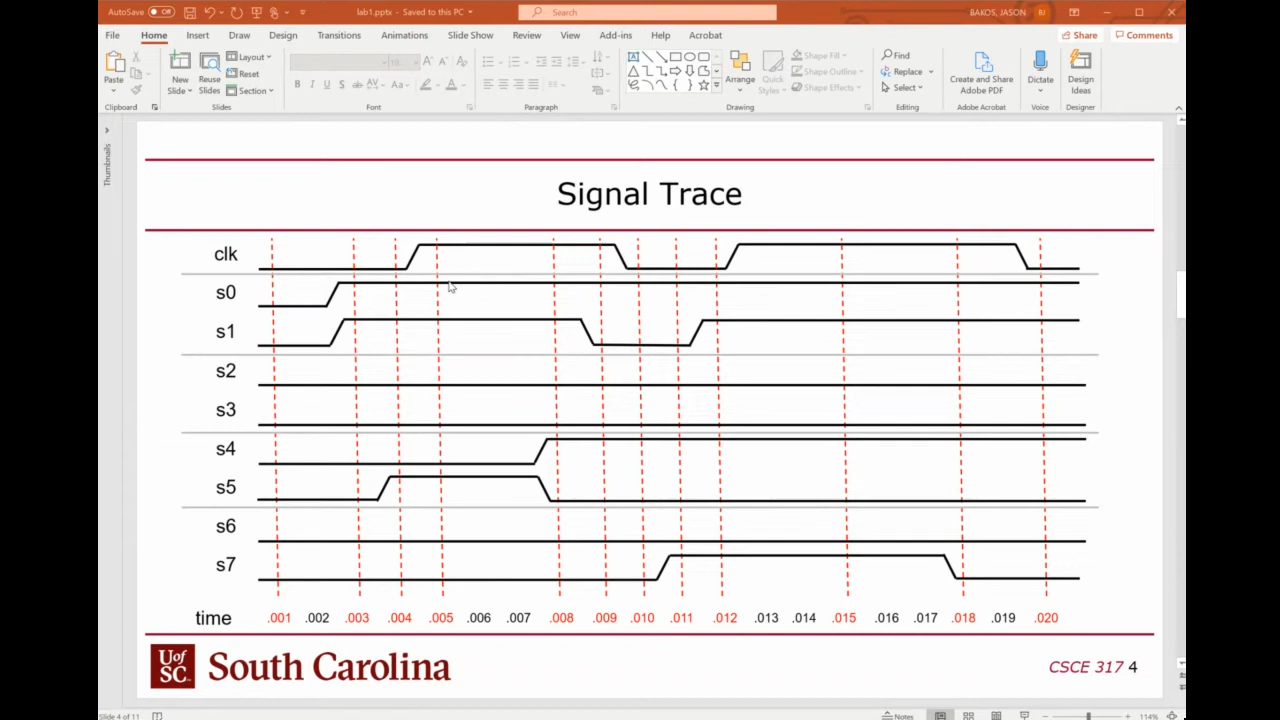 AutoSave Off lab1.pptx - Saved to this PC Search BAKOS, JASON BJ
File Home Insert Draw Design Transitions Animations Slide Show Review View Add-ins Help Acrobat Share Comments
Paste
New Slide
Reuse Slides
Layout
Reset
Section
Arrange
Quick Styles
Shape Fill
Shape Outline
Shape Effects
Find
Replace
Select
Create and Share Adobe PDF
Dictate
Design Ideas
Clipboard Slides Font Paragraph Drawing Editing Adobe Acrobat Voice Designer
Thumbnails
Signal Trace
clk
s0
s1
s2
s3
s4
s5
s6
s7
time .001 .002 .003 .004 .005 .006 .007 .008 .009 .010 .011 .012 .013 .014 .015 .016 .017 .018 .019 .020
U of SC South Carolina
CSCE 317 4
Slide 4 of 11 Notes 114%